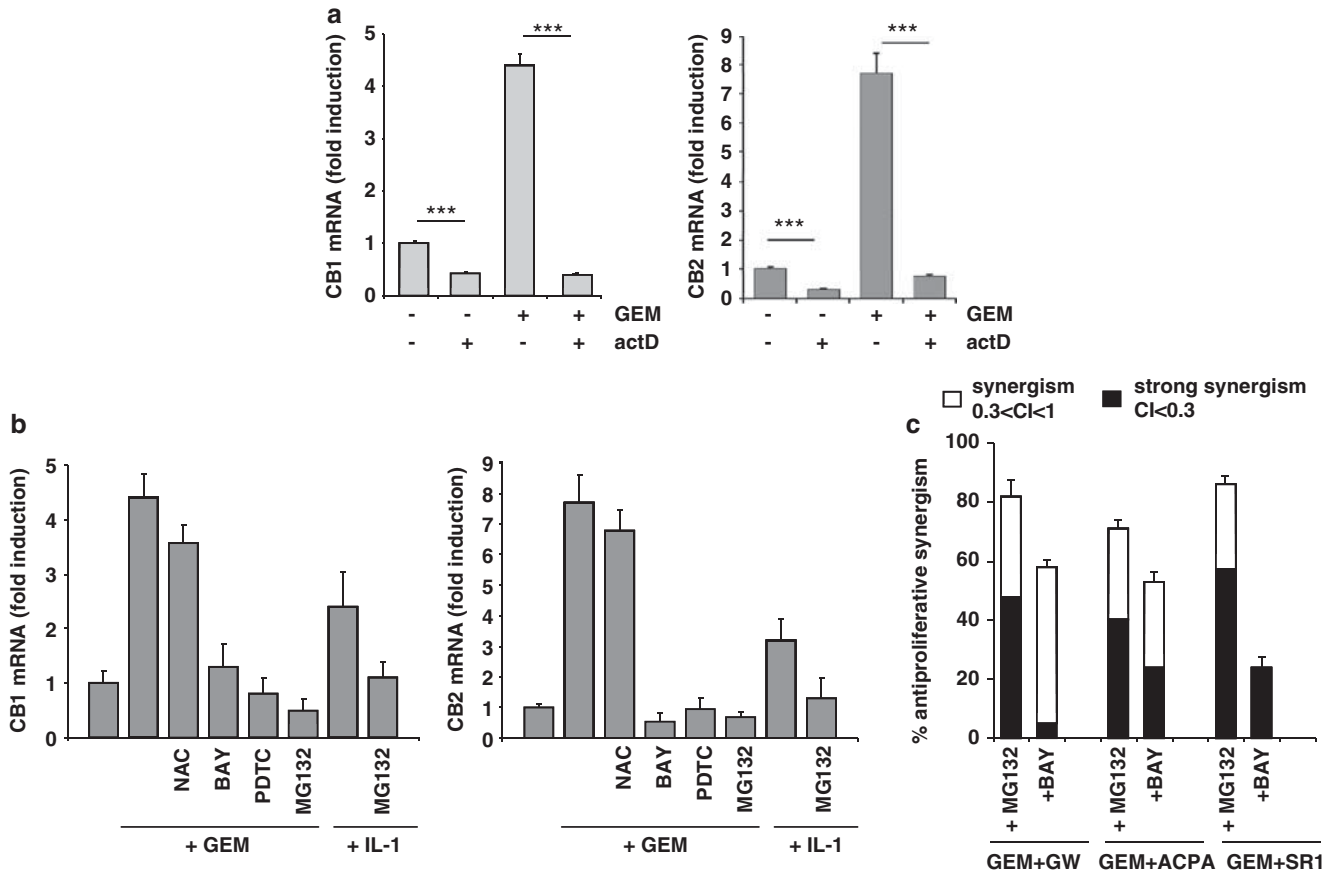 a
CB1 mRNA (fold induction)
5
4
3
2
1
0
***
***
- - + + GEM
- + - + actD
CB2 mRNA (fold induction)
9
8
7
6
5
4
3
2
1
0
***
***
- - + + GEM
- + - + actD
b
CB1 mRNA (fold induction)
5
4
3
2
1
0
NAC
BAY
PDTC
MG132
MG132
+ GEM
+ IL-1
CB2 mRNA (fold induction)
9
8
7
6
5
4
3
2
1
0
NAC
BAY
PDTC
MG132
MG132
+ GEM
+ IL-1
synergism
0.3<CI<1
strong synergism
CI<0.3
c
% antiproliferative synergism
100
80
60
40
20
0
+ MG132
+BAY
+ MG132
+BAY
+ MG132
+BAY
GEM+GW
GEM+ACPA
GEM+SR1